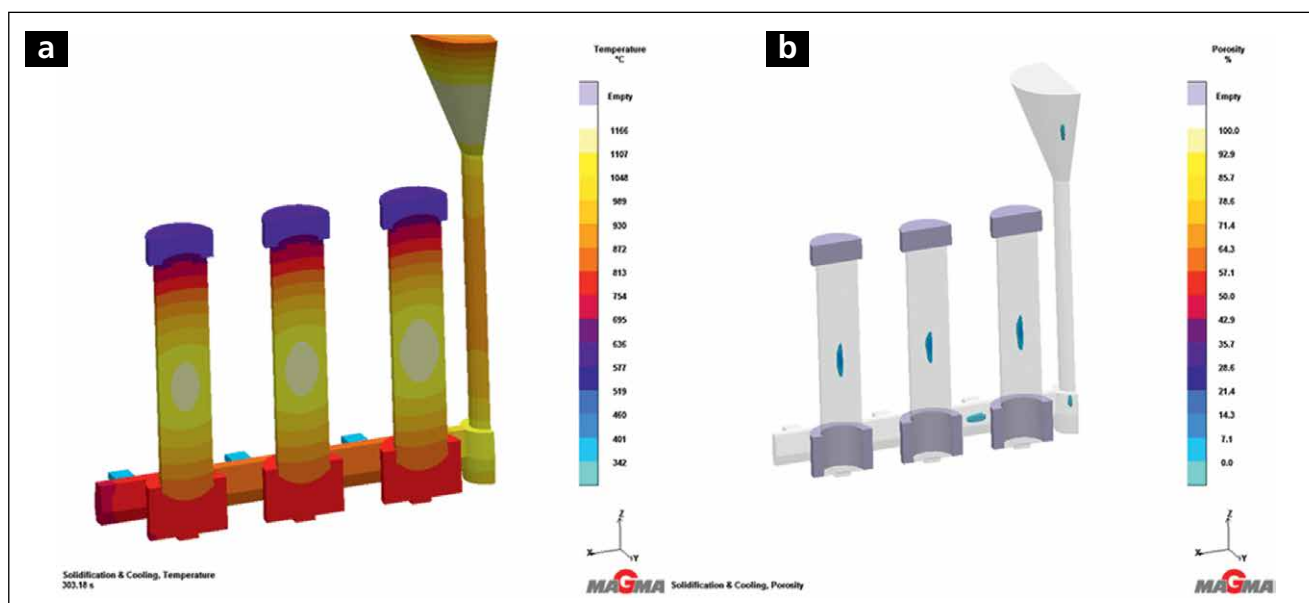 a
Temperature
°C
Empty
1166
1107
1048
989
930
872
813
754
695
636
577
519
460
401
342
Z
X
Y
Solidification & Cooling, Temperature
303.18 s
MAGMA
b
Porosity
%
Empty
100.0
92.9
85.7
78.6
71.4
64.3
57.1
50.0
42.9
35.7
28.6
21.4
14.3
7.1
0.0
Z
X
Y
Solidification & Cooling, Porosity
MAGMA